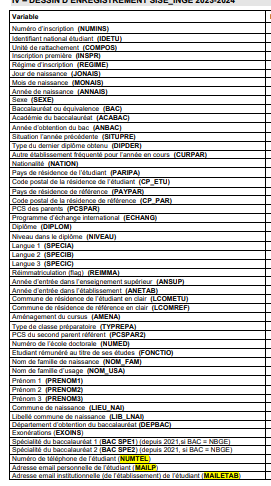 IV – DESSIN D'ENREGISTREMENT SISE_INGE 2023-2024
Variable
Numéro d'inscription (NUMINS)
Identifiant national étudiant (IDETU)
Unité de rattachement (COMPOS)
Inscription première (INSPR)
Régime d'inscription (REGIME)
Jour de naissance (JONAIS)
Mois de naissance (MONAIS)
Année de naissance (ANNAIS)
Sexe (SEXE)
Baccalauréat ou équivalence (BAC)
Académie du baccalauréat (ACABAC)
Année d'obtention du bac (ANBAC)
Situation l'année précédente (SITUPRE)
Type du dernier diplôme obtenu (DIPDER)
Autre établissement fréquenté pour l'année en cours (CURPAR)
Nationalité (NATION)
Pays de résidence de l'étudiant (PARIPA)
Code postal de la résidence de l'étudiant (CP_ETU)
Pays de résidence de référence (PAYPAR)
Code postal de la résidence de référence (CP_PAR)
PCS des parents (PCSPAR)
Programme d'échange international (ECHANG)
Diplôme (DIPLOM)
Niveau dans le diplôme (NIVEAU)
Langue 1 (SPECIA)
Langue 2 (SPECIB)
Langue 3 (SPECIC)
Réimmatriculation (flag) (REIMMA)
Année d'entrée dans l'enseignement supérieur (ANSUP)
Année d'entrée dans l'établissement (ANETAB)
Commune de résidence de l'étudiant en clair (LCOMETU)
Commune de résidence de référence en clair (LCOMREF)
Aménagement du cursus (AMENA)
Type de classe préparatoire (TYPREPA)
PCS du second parent référent (PCSPAR2)
Numéro de l'école doctorale (NUMED)
Etudiant rémunéré au titre de ses études (FONCTIO)
Nom de famille de naissance (NOM_FAM)
Nom de famille d'usage (NOM_USA)
Prénom 1 (PRENOM1)
Prénom 2 (PRENOM2)
Prénom 3 (PRENOM3)
Commune de naissance (LIEU_NAI)
Libellé commune de naissance (LIB_LNAI)
Département d'obtention du baccalauréat (DEPBAC)
Exonérations (EXOINS)
Spécialité du baccalauréat 1 (BAC SPE1) (depuis 2021,si BAC = NBGE)
Spécialité du baccalauréat 2 (BAC SPE2) (depuis 2021, si BAC = NBGE)
Numéro de téléphone de l'étudiant (NUMTEL)
Adresse email personnelle de l'étudiant (MAILP)
Adresse email institutionnelle (de l'établissement) de l'étudiant (MAILETAB)